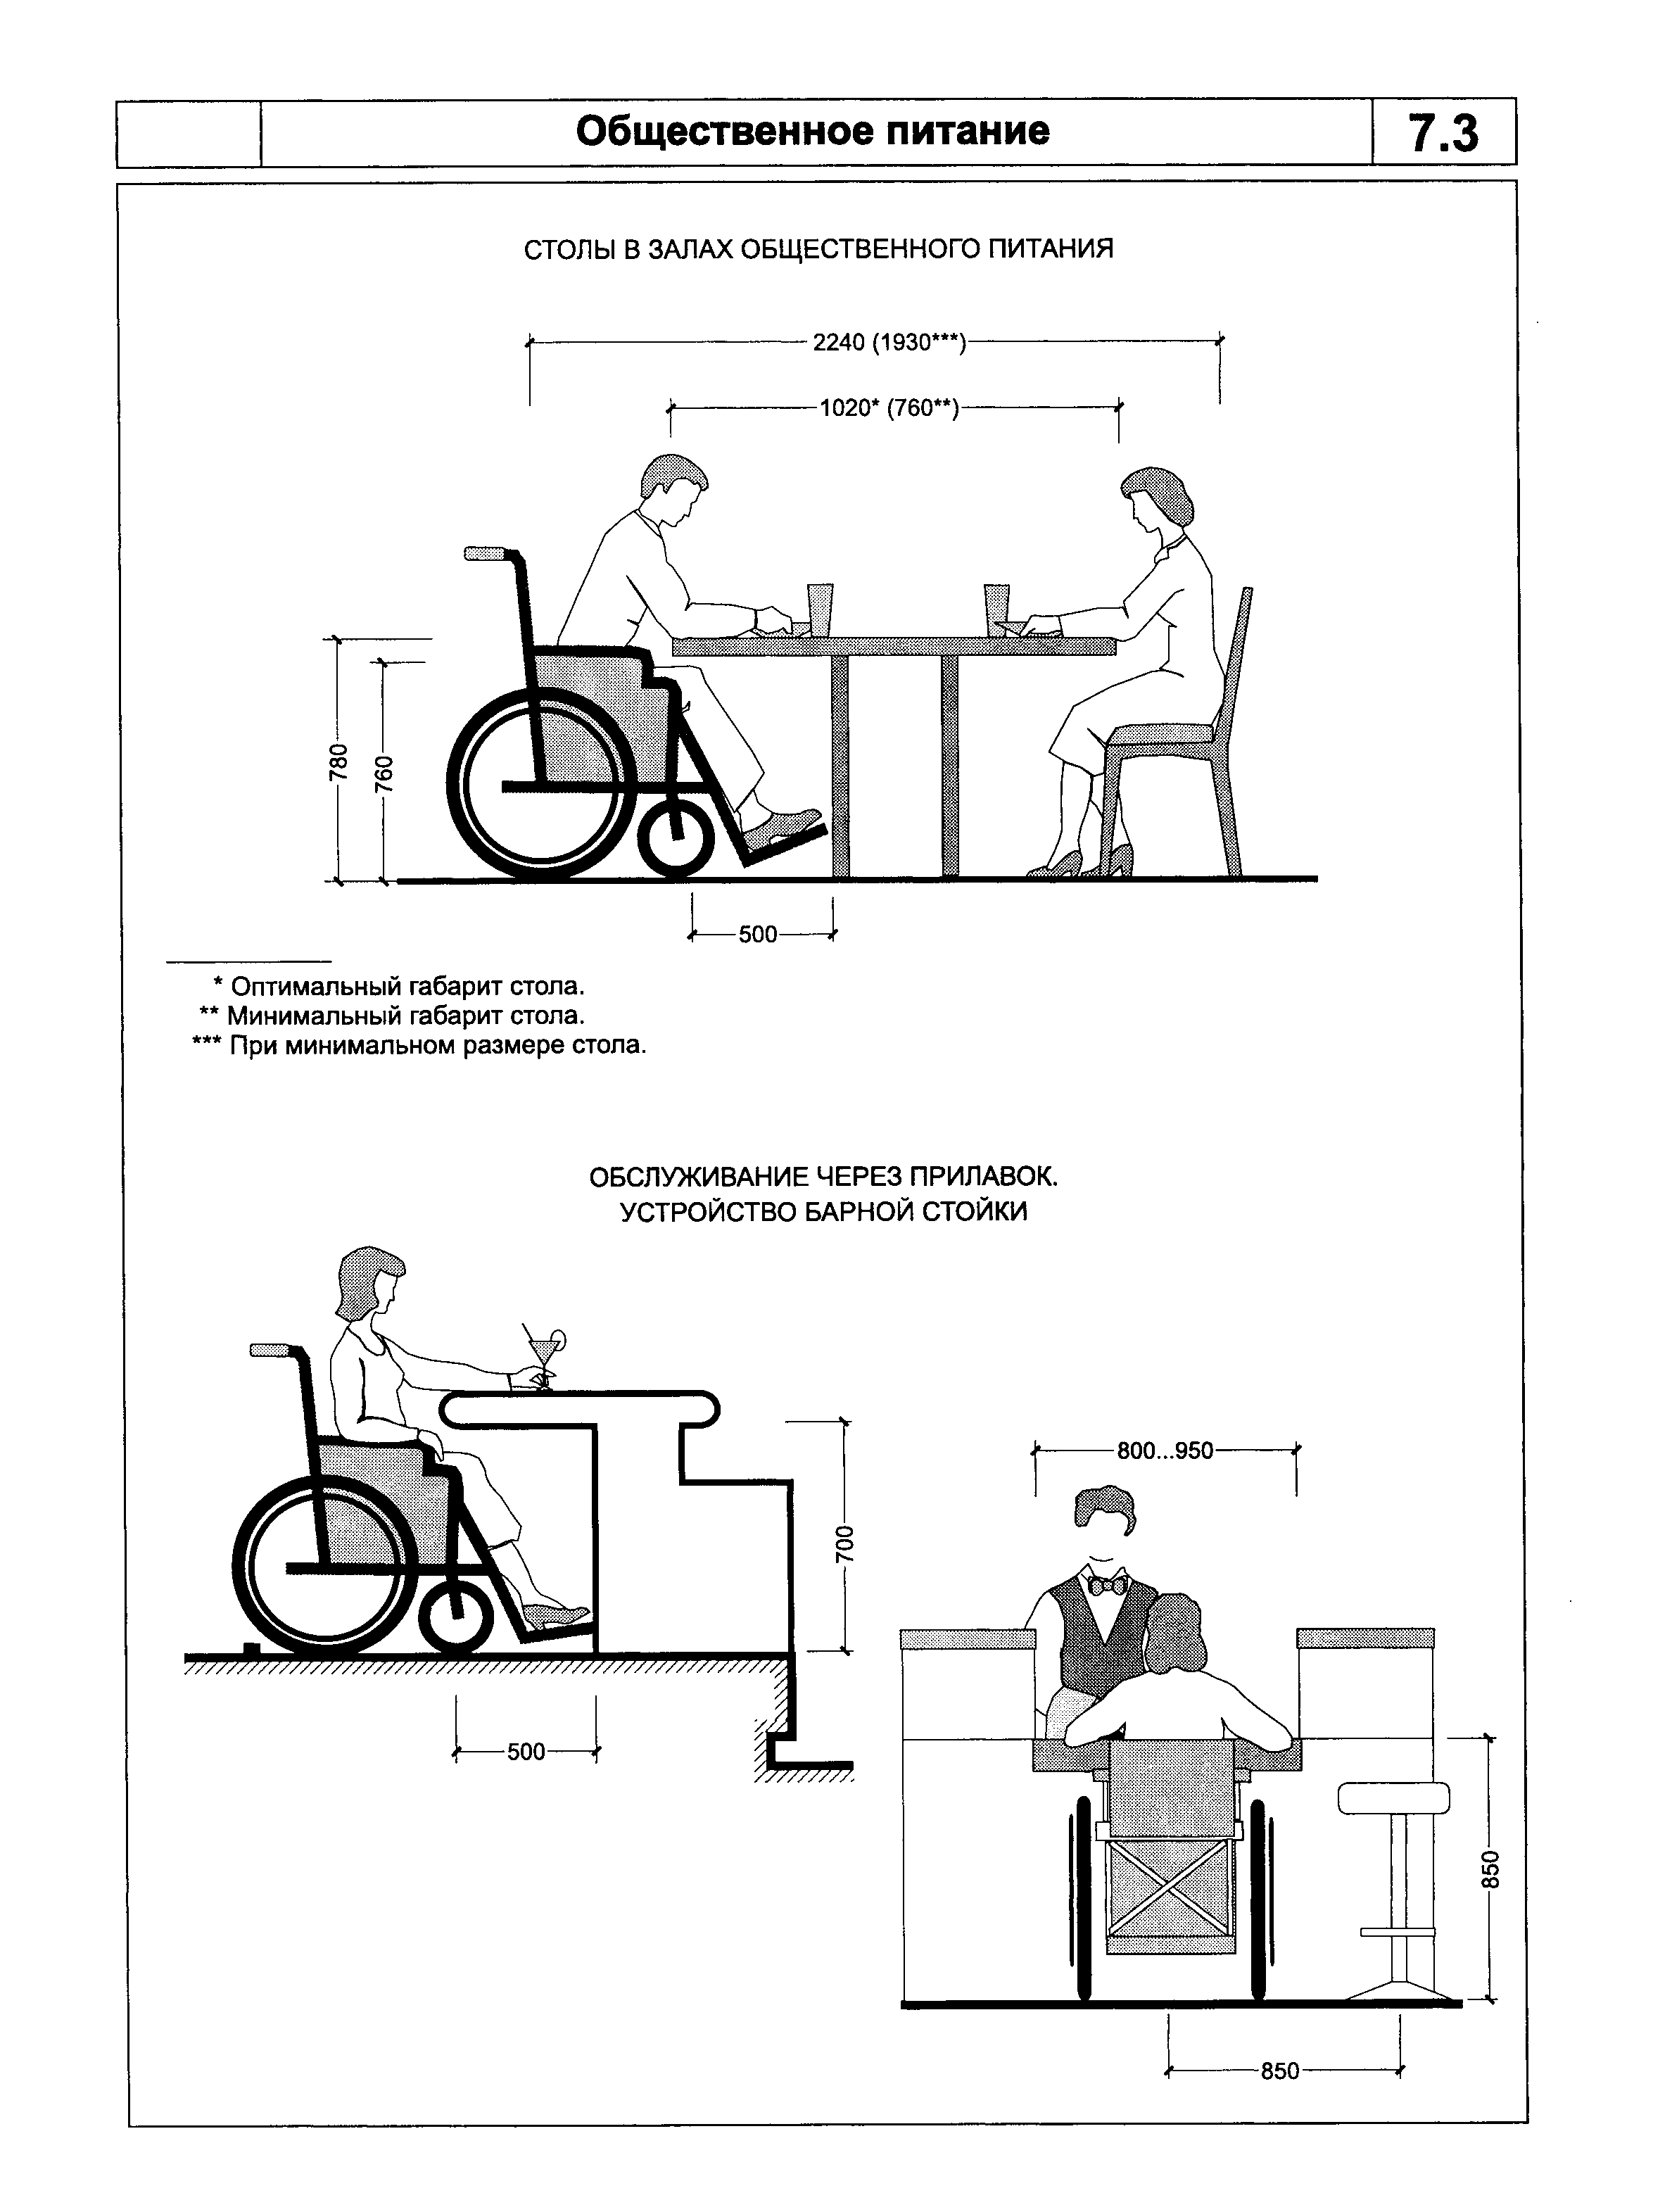 Общественное питание
7.3
СТОЛЫ В ЗАЛАХ ОБЩЕСТВЕННОГО ПИТАНИЯ
2240 (1930***)
1020* (760**)
780
760
500
* Оптимальный габарит стола.
** Минимальный габарит стола.
*** При минимальном размере стола.
ОБСЛУЖИВАНИЕ ЧЕРЕЗ ПРИЛАВОК.
УСТРОЙСТВО БАРНОЙ СТОЙКИ
700
500
800...950
850
850